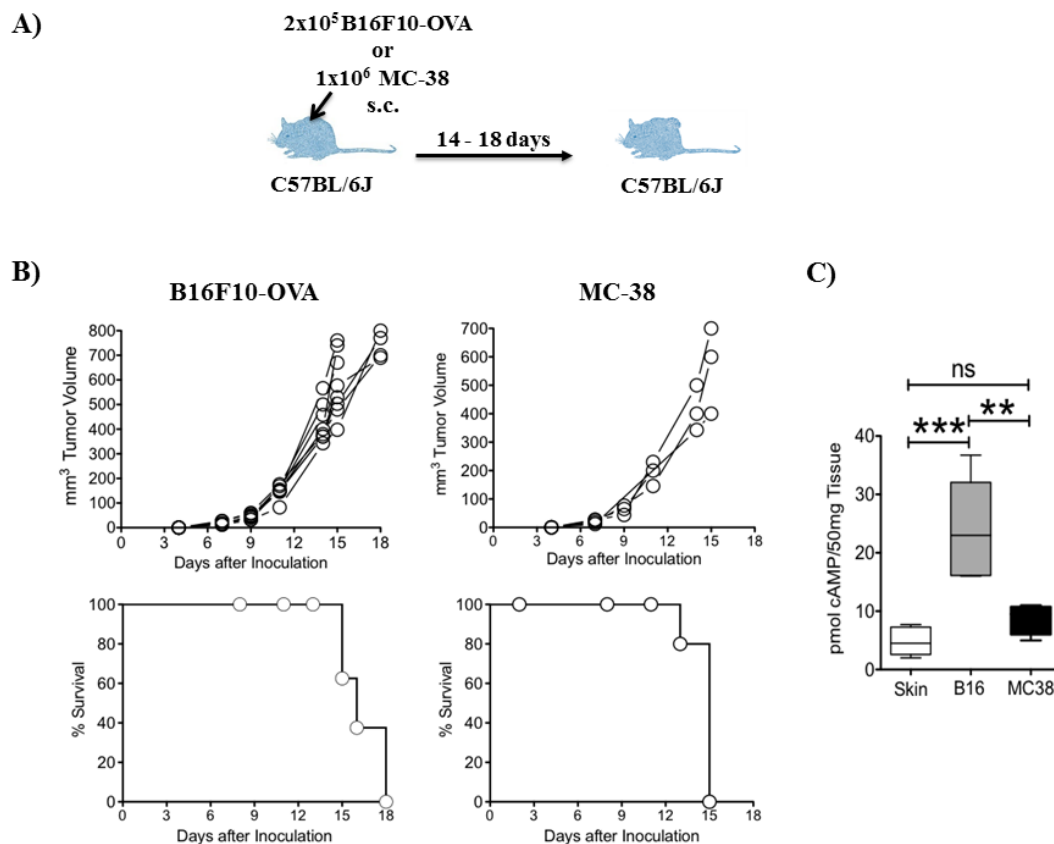 A)
2x10⁵ B16F10-OVA
or
1x10⁶ MC-38
s.c.
14 - 18 days
C57BL/6J
C57BL/6J
B)
B16F10-OVA
mm³ Tumor Volume
800
700
600
500
400
300
200
100
0
0 3 6 9 12 15 18
Days after Inoculation
MC-38
mm³ Tumor Volume
700
600
500
400
300
200
100
0
0 3 6 9 12 15 18
Days after Inoculation
% Survival
100
80
60
40
20
0
0 3 6 9 12 15 18
Days after Inoculation
% Survival
100
80
60
40
20
0
0 3 6 9 12 15 18
Days after Inoculation
C)
ns
*** **
pmol cAMP/50mg Tissue
40
30
20
10
0
Skin B16 MC38